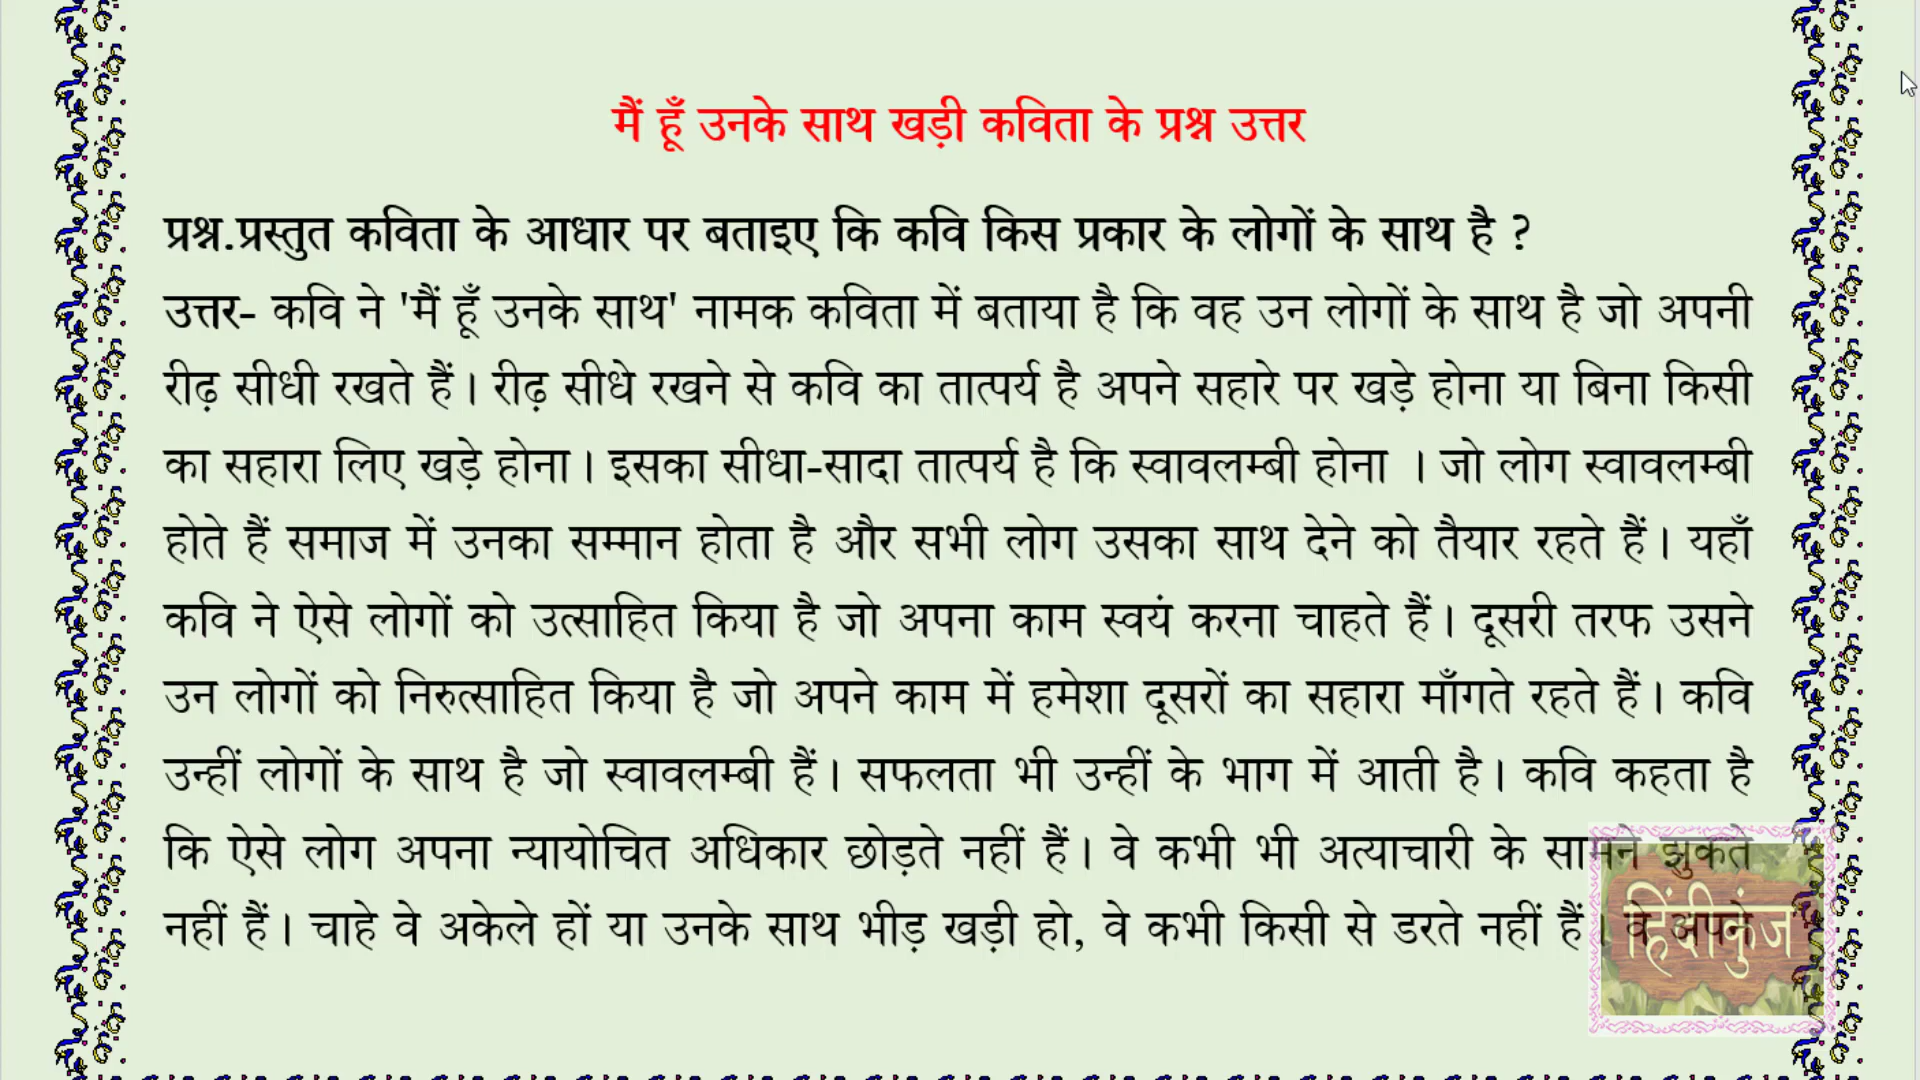 मैं हूँ उनके साथ खड़ी कविता के प्रश्न उत्तर
प्रश्न.प्रस्तुत कविता के आधार पर बताइए कि कवि किस प्रकार के लोगों के साथ है ?
उत्तर- कवि ने 'मैं हूँ उनके साथ' नामक कविता में बताया है कि वह उन लोगों के साथ है जो अपनी
रीढ़ सीधी रखते हैं। रीढ़ सीधे रखने से कवि का तात्पर्य है अपने सहारे पर खड़े होना या बिना किसी
का सहारा लिए खड़े होना। इसका सीधा-सादा तात्पर्य है कि स्वावलम्बी होना । जो लोग स्वावलम्बी
होते हैं समाज में उनका सम्मान होता है और सभी लोग उसका साथ देने को तैयार रहते हैं। यहाँ
कवि ने ऐसे लोगों को उत्साहित किया है जो अपना काम स्वयं करना चाहते हैं। दूसरी तरफ उसने
उन लोगों को निरुत्साहित किया है जो अपने काम में हमेशा दूसरों का सहारा माँगते रहते हैं। कवि
उन्हीं लोगों के साथ है जो स्वावलम्बी हैं। सफलता भी उन्हीं के भाग में आती है। कवि कहता है
कि ऐसे लोग अपना न्यायोचित अधिकार छोड़ते नहीं हैं। वे कभी भी अत्याचारी के सामने झुकते
नहीं हैं। चाहे वे अकेले हों या उनके साथ भीड़ खड़ी हो, वे कभी किसी से डरते नहीं हैं। वे अपने
हिंदीकुंज